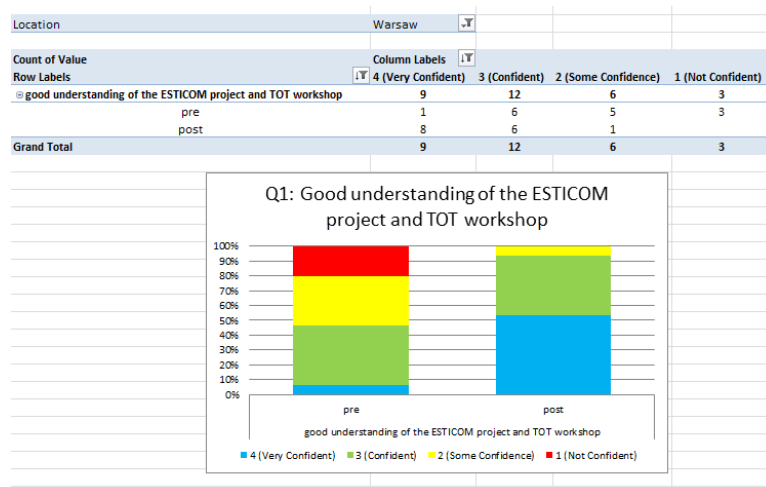 Location Warsaw
Count of Value Column Labels
Row Labels 4 (Very Confident) 3 (Confident) 2 (Some Confidence) 1 (Not Confident)
good understanding of the ESTICOM project and TOT workshop 9 12 6 3
pre 1 6 5 3
post 8 6 1
Grand Total 9 12 6 3
Q1: Good understanding of the ESTICOM
project and TOT workshop
100%
90%
80%
70%
60%
50%
40%
30%
20%
10%
0%
pre post
good understanding of the ESTICOM project and TOT workshop
4 (Very Confident) 3 (Confident) 2 (Some Confidence) 1 (Not Confident)